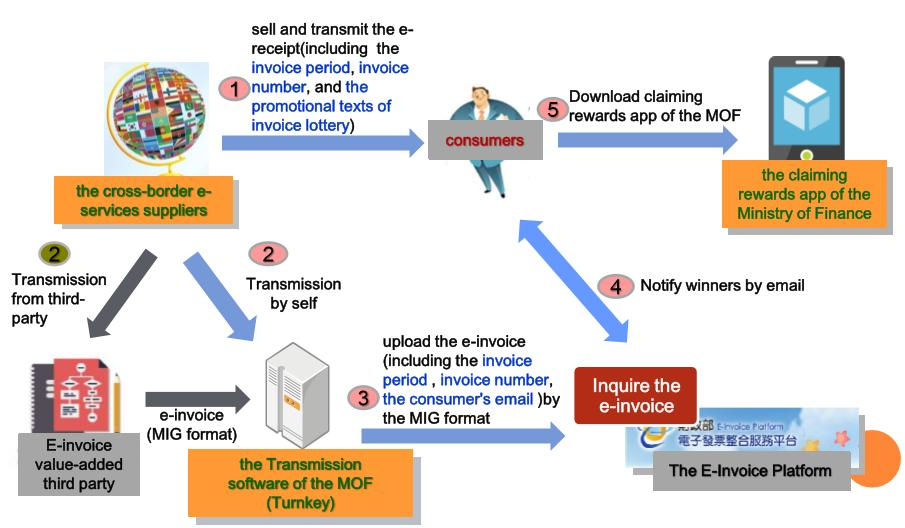 sell and transmit the e-
receipt(including the
invoice period, invoice
number, and the
promotional texts of
invoice lottery)
1
5
Download claiming
rewards app of the MOF
consumers
the cross-border e-
services suppliers
the claiming
rewards app of the
Ministry of Finance
2
Transmission
from third-
party
2
Transmission
by self
4
Notify winners by email
3
upload the e-invoice
(including the invoice
period , invoice number,
the consumer's email )by
the MIG format
e-invoice
(MIG format)
Inquire the
e-invoice
E-Invoice Platform
電子發票整合服務平台
E-invoice
value-added
third party
the Transmission
software of the MOF
(Turnkey)
The E-Invoice Platform